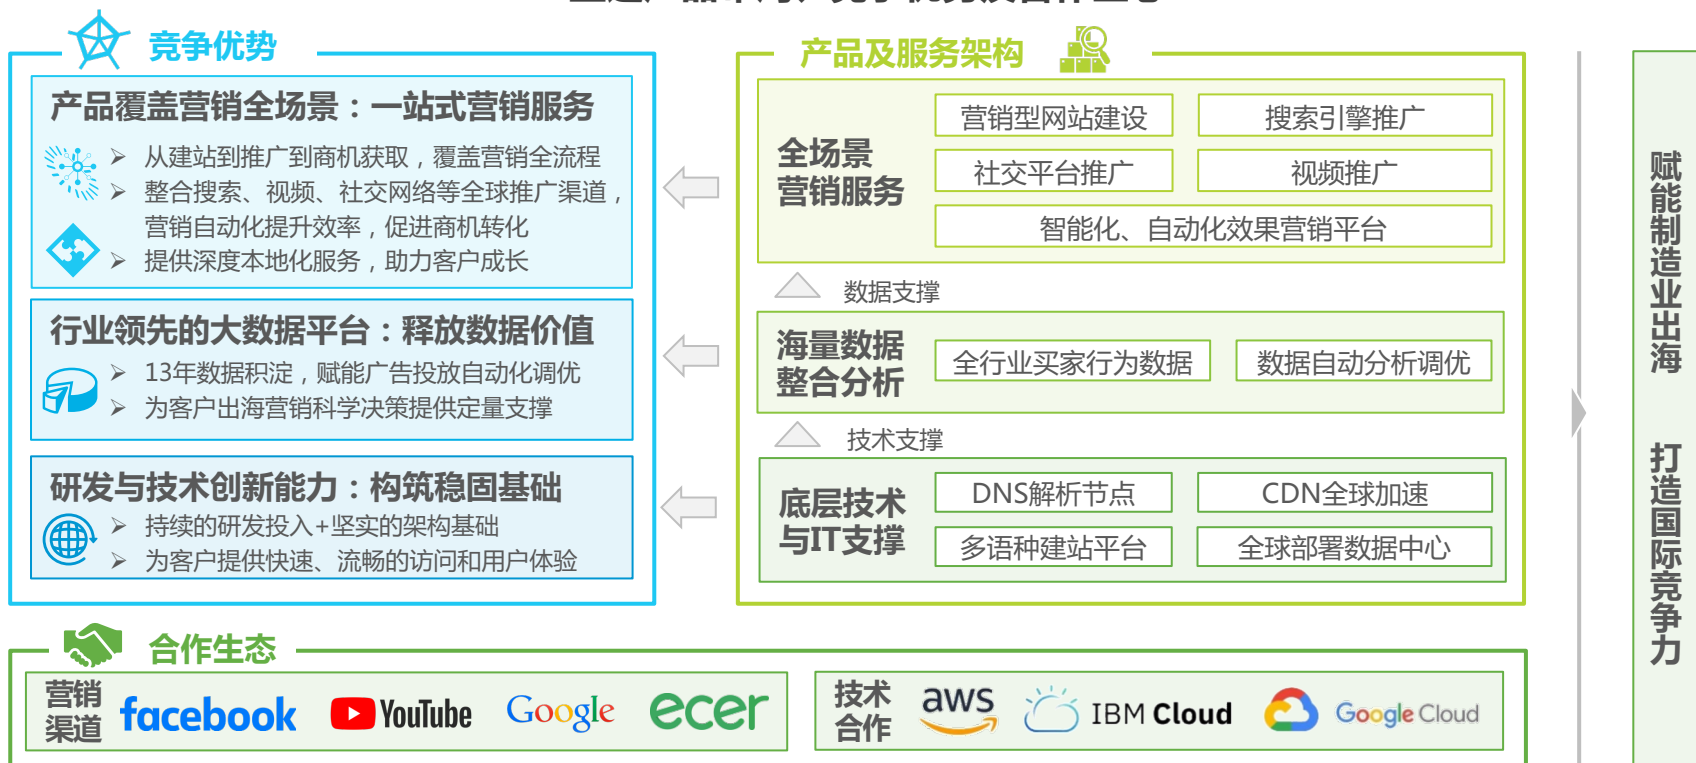 竞争优势
产品覆盖营销全场景：一站式营销服务
➢ 从建站到推广到商机获取，覆盖营销全流程
➢ 整合搜索、视频、社交网络等全球推广渠道，
营销自动化提升效率，促进商机转化
➢ 提供深度本地化服务，助力客户成长
行业领先的大数据平台：释放数据价值
➢ 13年数据积淀，赋能广告投放自动化调优
➢ 为客户出海营销科学决策提供定量支撑
研发与技术创新能力：构筑稳固基础
➢ 持续的研发投入+坚实的架构基础
➢ 为客户提供快速、流畅的访问和用户体验
产品及服务架构
全场景
营销服务
营销型网站建设
搜索引擎推广
社交平台推广
视频推广
智能化、自动化效果营销平台
数据支撑
海量数据
整合分析
全行业买家行为数据
数据自动分析调优
技术支撑
底层技术
与IT支撑
DNS解析节点
CDN全球加速
多语种建站平台
全球部署数据中心
合作生态
营销
渠道
facebook
YouTube
Google
ecer
技术
合作
aws
IBM Cloud
Google Cloud
赋能制造业出海
打造国际竞争力